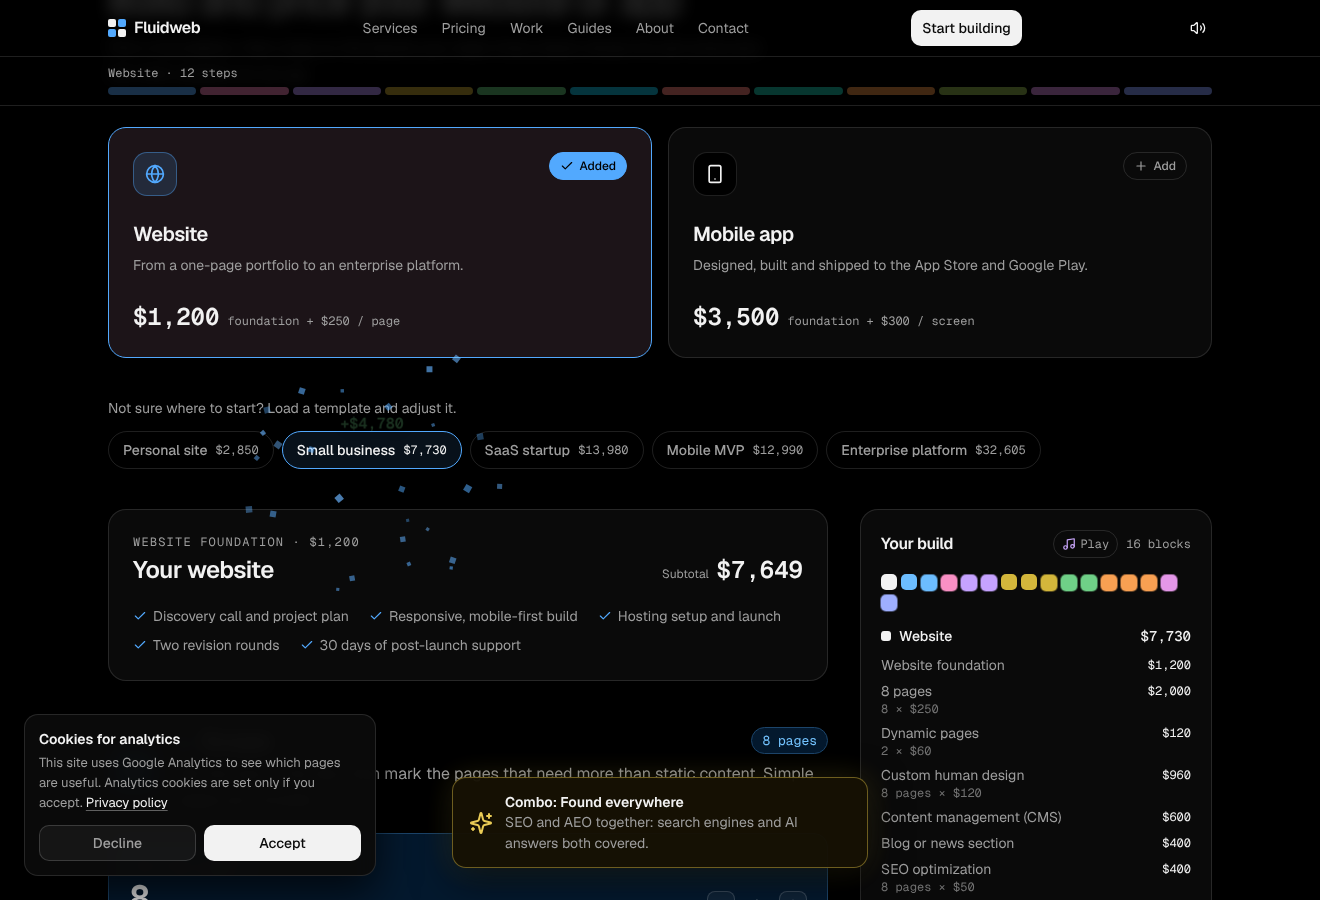 Fluidweb
Services Pricing Work Guides About Contact
Start building
Website · 12 steps
Added
Website
From a one-page portfolio to an enterprise platform.
$1,200 foundation + $250 / page
Add
Mobile app
Designed, built and shipped to the App Store and Google Play.
$3,500 foundation + $300 / screen
Not sure where to start? Load a template and adjust it.
+$4,780
Personal site $2,850
Small business $7,730
SaaS startup $13,980
Mobile MVP $12,990
Enterprise platform $32,605
WEBSITE FOUNDATION · $1,200
Your website
Subtotal $7,649
Discovery call and project plan
Responsive, mobile-first build
Hosting setup and launch
Two revision rounds
30 days of post-launch support
8 pages
mark the pages that need more than static content. Simple
8
Your build
Play
16 blocks
Website $7,730
Website foundation $1,200
8 pages $2,000
8 × $250
Dynamic pages $120
2 × $60
Custom human design $960
8 pages × $120
Content management (CMS) $600
Blog or news section $400
SEO optimization $400
8 pages × $50
Cookies for analytics
This site uses Google Analytics to see which pages
are useful. Analytics cookies are set only if you
accept. Privacy policy
Decline
Accept
Combo: Found everywhere
SEO and AEO together: search engines and AI
answers both covered.